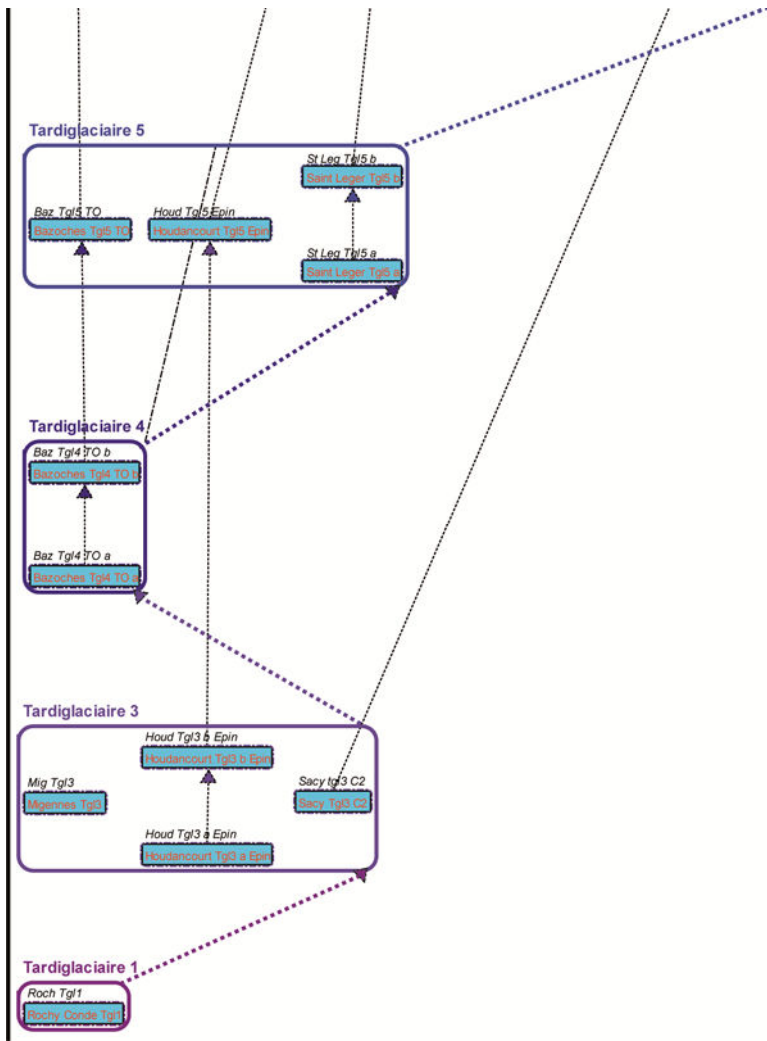 Tardiglaciaire 5
St Leg Tgl5 b
Saint Leger Tgl5 b
Baz Tgl5 TO
Houd Tgl5 Epin
Bazoches Tgl5 TO
Houdancourt Tgl5 Epin
St Leg Tgl5 a
Saint Leger Tgl5 a
Tardiglaciaire 4
Baz Tgl4 TO b
Bazoches Tgl4 TO b
Baz Tgl4 TO a
Bazoches Tgl4 TO a
Tardiglaciaire 3
Houd Tgl3 b Epin
Houdancourt Tgl3 b Epin
Mig Tgl3
Sacy tgl3 C2
Migennes Tgl3
Sacy Tgl3 C2
Houd Tgl3 a Epin
Houdancourt Tgl3 a Epin
Tardiglaciaire 1
Roch Tgl1
Rochy Conde Tgl1